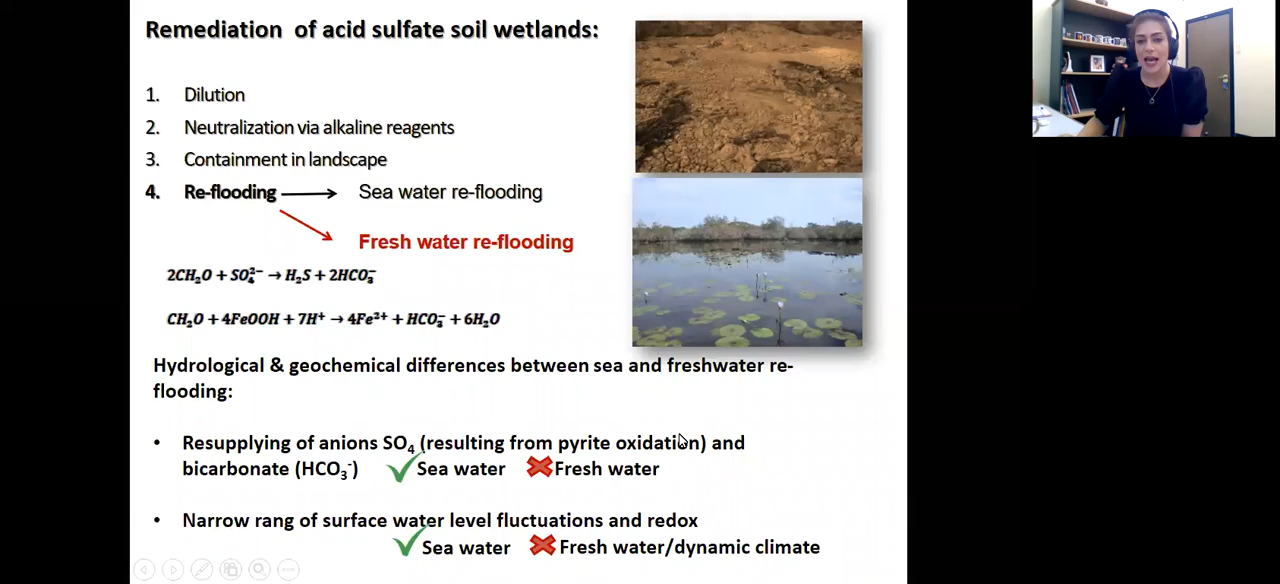 Remediation of acid sulfate soil wetlands:
1. Dilution
2. Neutralization via alkaline reagents
3. Containment in landscape
4. Re-flooding → Sea water re-flooding
Fresh water re-flooding
2CH₂O + SO₄²⁻ → H₂S + 2HCO₃⁻
CH₂O + 4FeOOH + 7H⁺ → 4Fe²⁺ + HCO₃⁻ + 6H₂O
Hydrological & geochemical differences between sea and freshwater re-
flooding:
• Resupplying of anions SO₄ (resulting from pyrite oxidation) and
bicarbonate (HCO₃⁻) ✓ Sea water ✗ Fresh water
• Narrow rang of surface water level fluctuations and redox
✓ Sea water ✗ Fresh water/dynamic climate